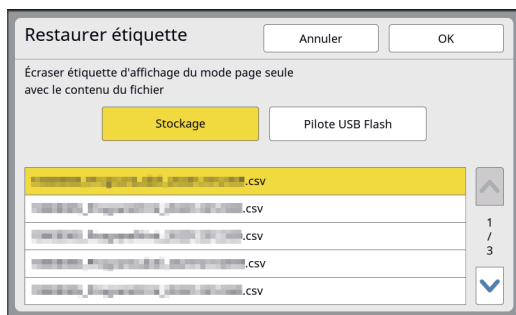 Restaurer étiquette
Annuler
OK
Écraser étiquette d'affichage du mode page seule
avec le contenu du fichier
Stockage
Pilote USB Flash
.csv
.csv
.csv
.csv
.csv
1
/
3